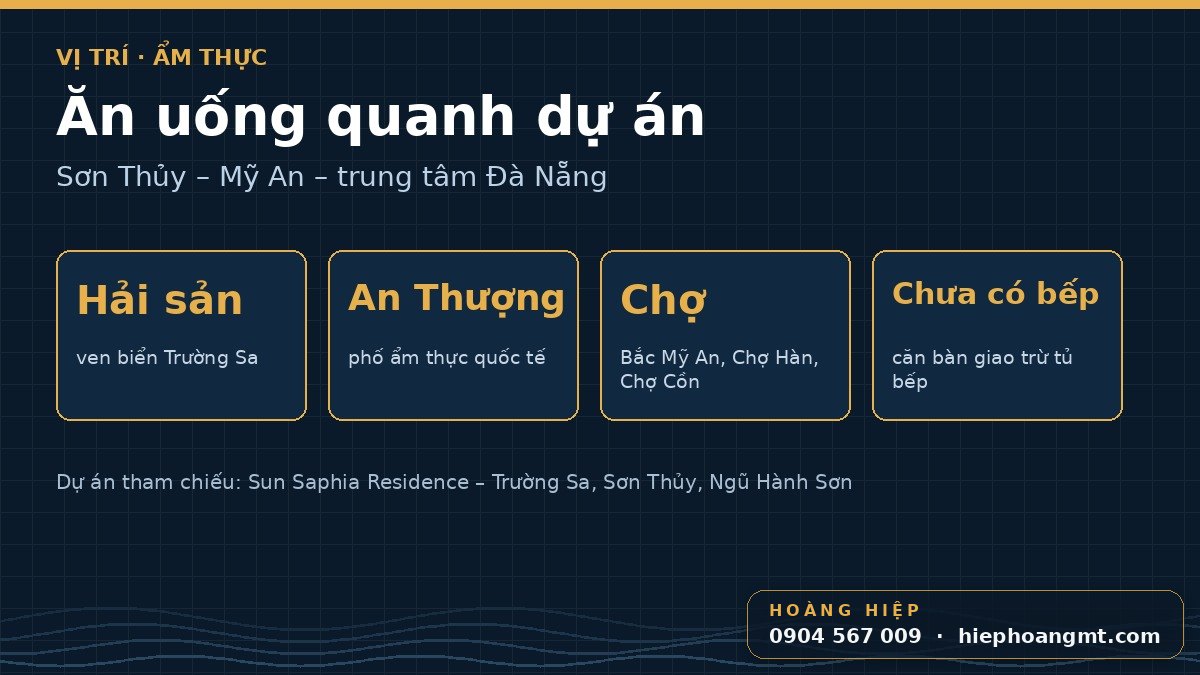 VỊ TRÍ · ẨM THỰC
Ăn uống quanh dự án
Sơn Thủy – Mỹ An – trung tâm Đà Nẵng
Hải sản
ven biển Trường Sa
An Thượng
phố ẩm thực quốc tế
Chợ
Bắc Mỹ An, Chợ Hàn,
Chợ Cồn
Chưa có bếp
căn bàn giao trừ tủ
bếp
Dự án tham chiếu: Sun Saphia Residence – Trường Sa, Sơn Thủy, Ngũ Hành Sơn
HOÀNG HIỆP
0904 567 009 · hiephoangmt.com